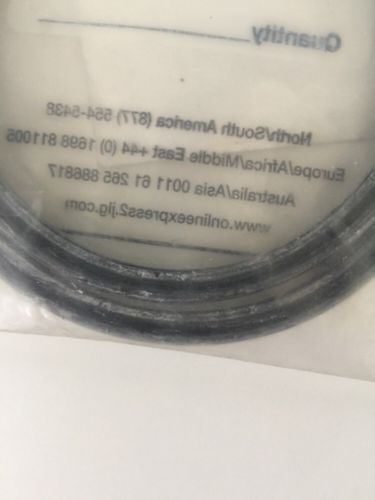 Quantity
North/South America (877) 554-5438
Europe/Africa/Middle East +44 (0) 1698 811005
Australia/Asia 0011 61 265 886817
www.onlineexpress2.jlg.com